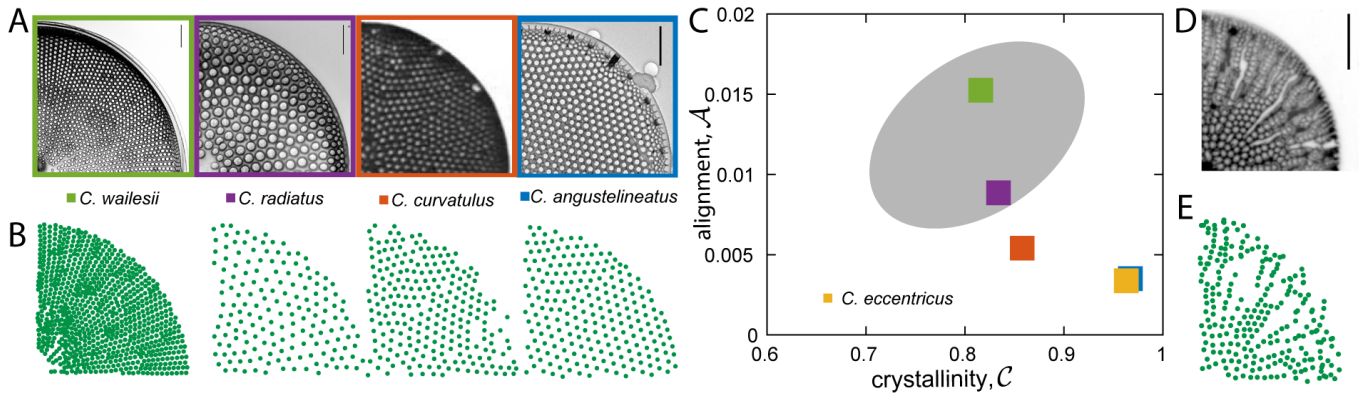 A
C. wailesii
C. radiatus
C. curvatulus
C. angustelineatus
B
C
0.02
0.015
0.01
0.005
0
alignment, 𝒜
C. eccentricus
0.6
0.7
0.8
0.9
1
crystallinity, 𝒞
D
E